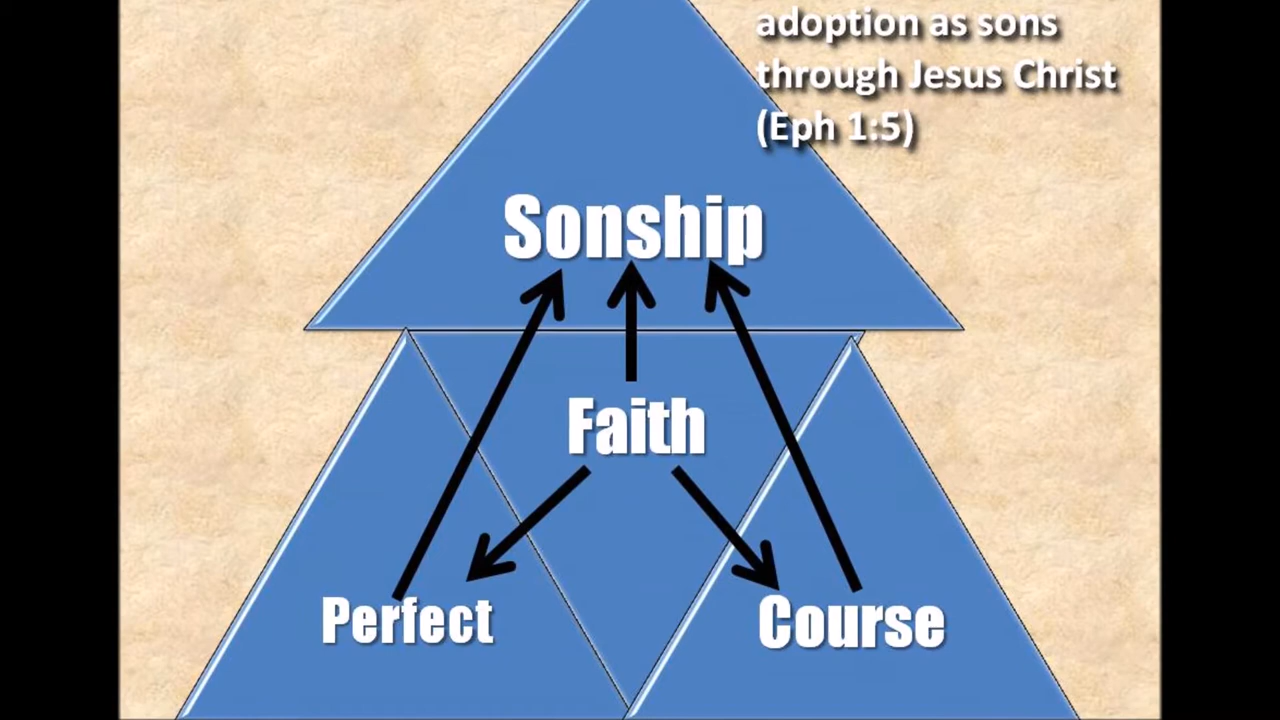 adoption as sons
through Jesus Christ
(Eph 1:5)
Sonship
Faith
Perfect
Course